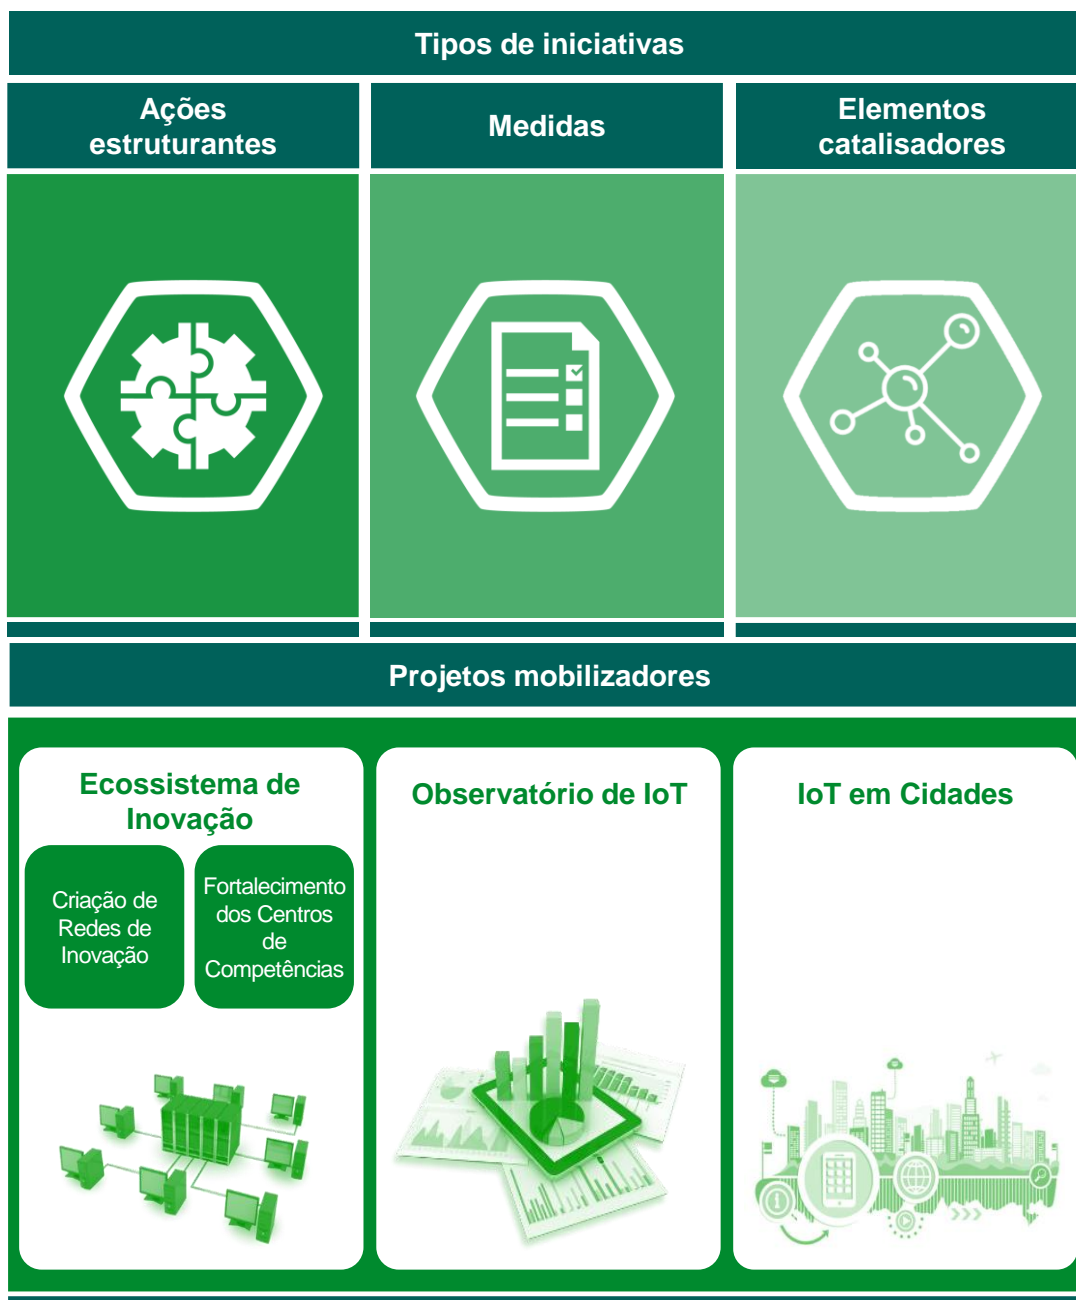 Tipos de iniciativas
Ações
estruturantes
Medidas
Elementos
catalisadores
Projetos mobilizadores
Ecossistema de
Inovação
Criação de
Redes de
Inovação
Fortalecimento
dos Centros
de
Competências
Observatório de IoT
IoT em Cidades